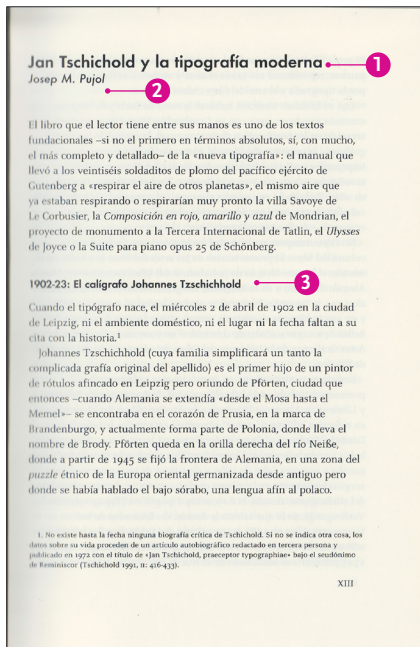 Jan Tschichold y la tipografía moderna
1
Josep M. Pujol
2
El libro que el lector tiene entre sus manos es uno de los textos
fundacionales –si no el primero en términos absolutos, sí, con mucho,
el más completo y detallado– de la «nueva tipografía»: el manual que
llevó a los veintiséis soldaditos de plomo del pacífico ejército de
Gutenberg a «respirar el aire de otros planetas», el mismo aire que
ya estaban respirando o respirarían muy pronto la villa Savoye de
Le Corbusier, la Composición en rojo, amarillo y azul de Mondrian, el
proyecto de monumento a la Tercera Internacional de Tatlin, el Ulysses
de Joyce o la Suite para piano opus 25 de Schönberg.
1902-23: El calígrafo Johannes Tzschichhold
3
Cuando el tipógrafo nace, el miércoles 2 de abril de 1902 en la ciudad
de Leipzig, ni el ambiente doméstico, ni el lugar ni la fecha faltan a su
cita con la historia.1
Johannes Tzschichhold (cuya familia simplificará un tanto la
complicada grafía original del apellido) es el primer hijo de un pintor
de rótulos afincado en Leipzig pero oriundo de Pförten, ciudad que
entonces –cuando Alemania se extendía «desde el Mosa hasta el
Memel»– se encontraba en el corazón de Prusia, en la marca de
Brandenburgo, y actualmente forma parte de Polonia, donde lleva el
nombre de Brody. Pförten queda en la orilla derecha del río Neiße,
donde a partir de 1945 se fijó la frontera de Alemania, en una zona del
puzzle étnico de la Europa oriental germanizada desde antiguo pero
donde se había hablado el bajo sórabo, una lengua afín al polaco.
1. No existe hasta la fecha ninguna biografía crítica de Tschichold. Si no se indica otra cosa, los
datos sobre su vida proceden de un artículo autobiográfico redactado en tercera persona y
publicado en 1972 con el título de «Jan Tschichold, praeceptor typographiae» bajo el seudónimo
de Reminiscor (Tschichold 1991, II: 416-433).
XIII